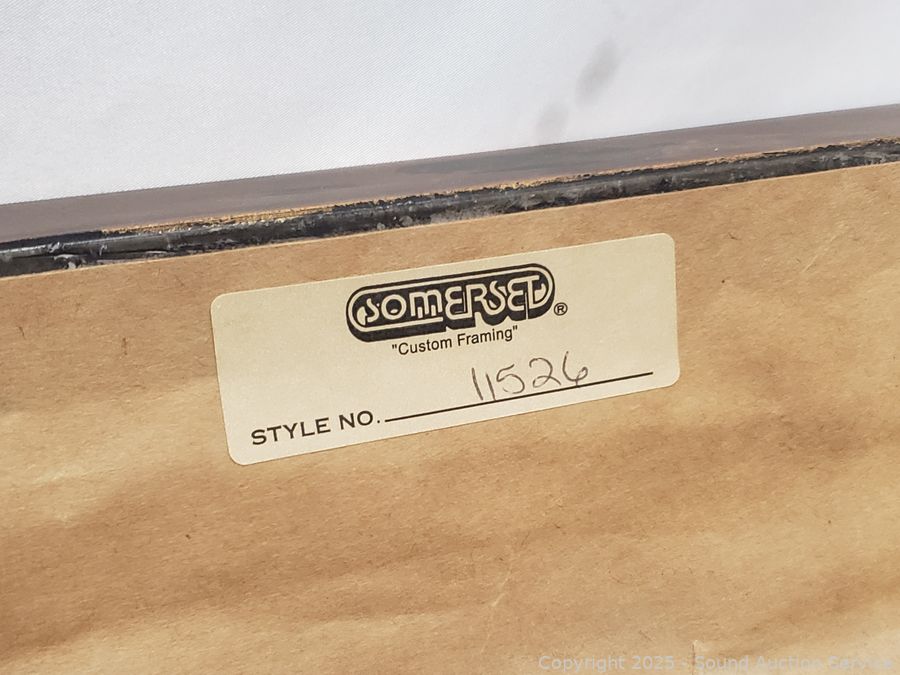 SOMERSET®
"Custom Framing"
STYLE NO. 11526
Copyright 2025 - Sound Auction Service